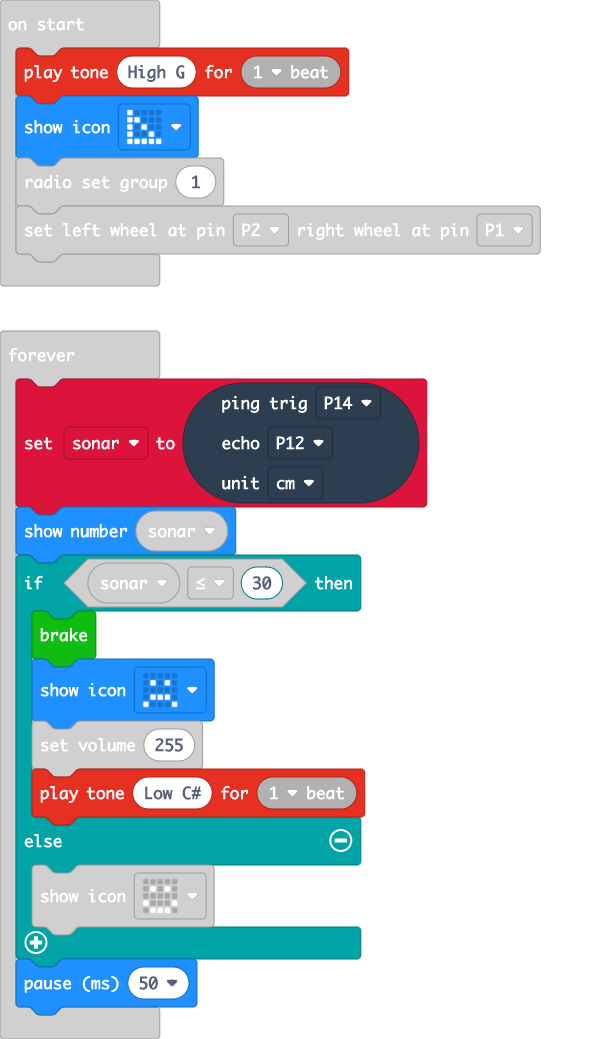 on start
play tone High G for 1 beat
show icon
radio set group 1
set left wheel at pin P2 right wheel at pin P1
forever
set sonar to ping trig P14
echo P12
unit cm
show number sonar
if sonar ≤ 30 then
brake
show icon
set volume 255
play tone Low C# for 1 beat
else
show icon
pause (ms) 50